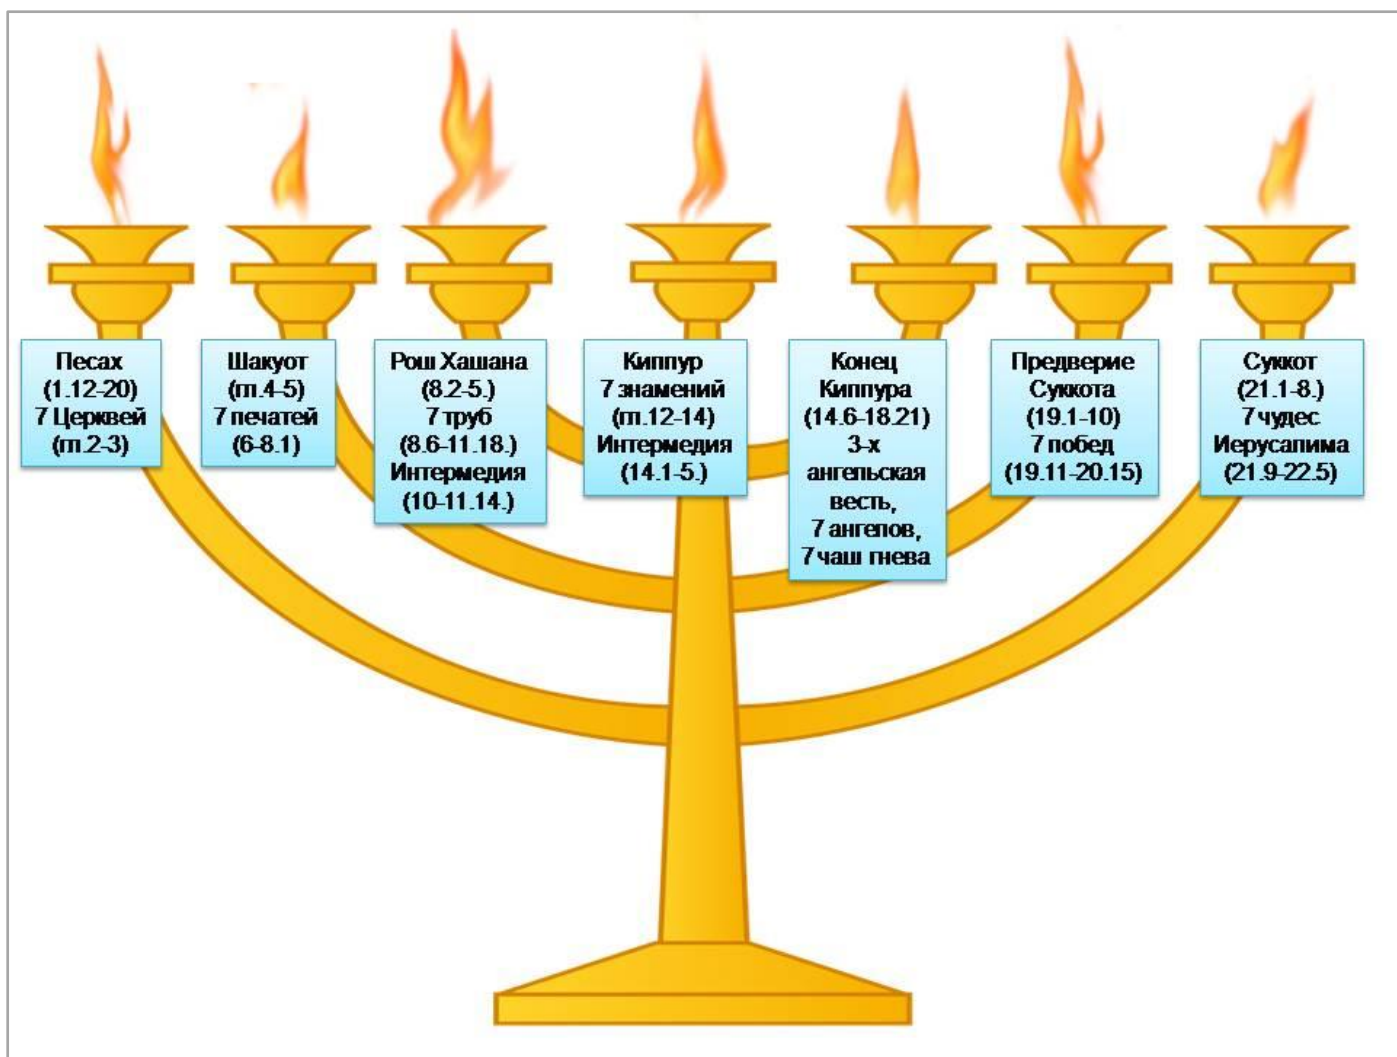 Песах
(1.12-20)
7 Церквей
(гл.2-3)
Шакуот
(гл.4-5)
7 печатей
(6-8.1)
Рош Хашана
(8.2-5.)
7 труб
(8.6-11.18.)
Интермедия
(10-11.14.)
Киппур
7 знамений
(гл.12-14)
Интермедия
(14.1-5.)
Конец
Киппура
(14.6-18.21)
3-х
ангельская
весть,
7 ангелов,
7 чаш гнева
Предверие
Суккота
(19.1-10)
7 побед
(19.11-20.15)
Суккот
(21.1-8.)
7 чудес
Иерусалима
(21.9-22.5)